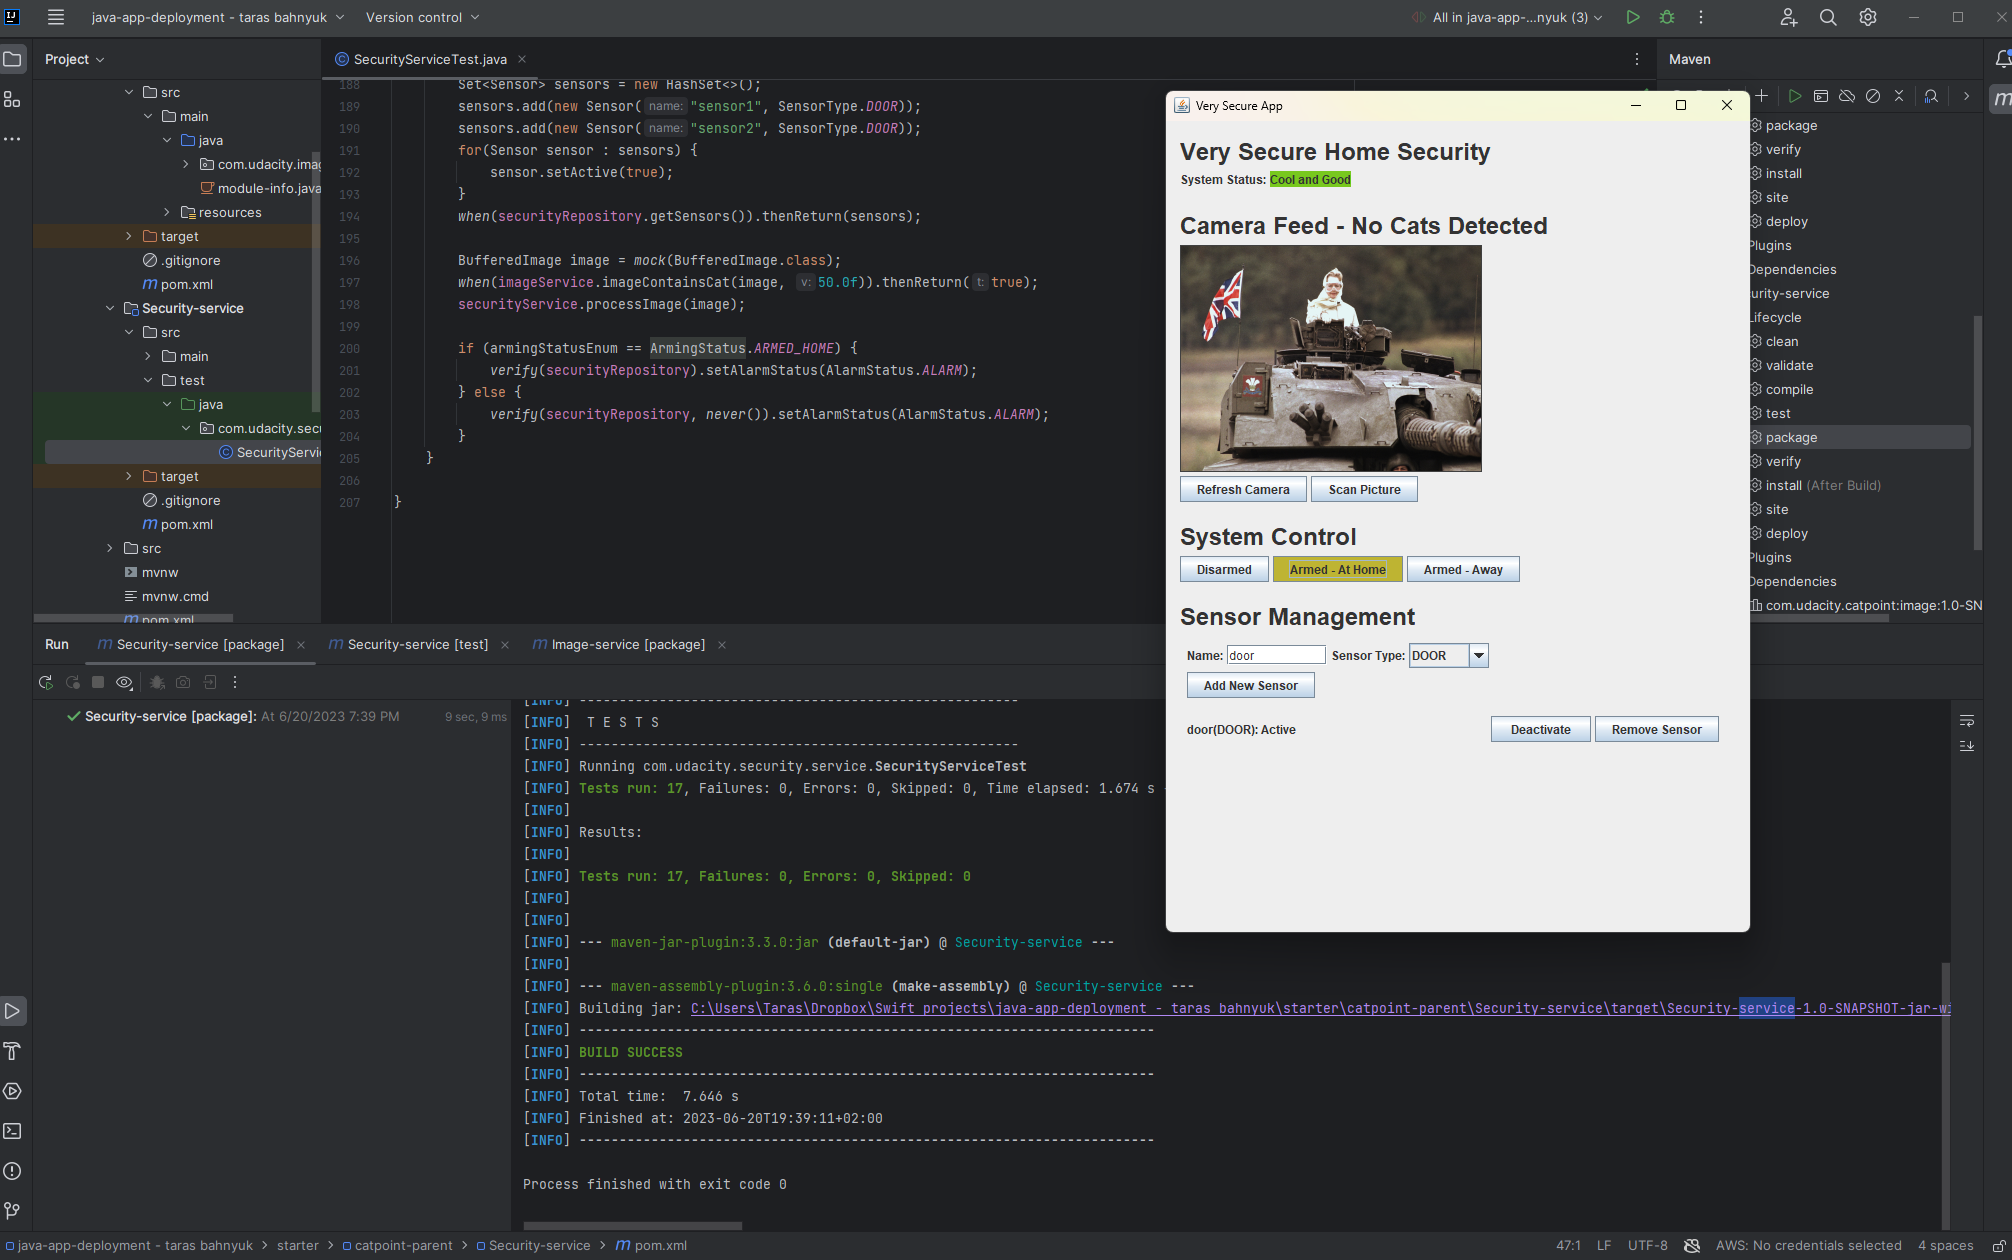 java-app-deployment - taras bahnyuk
Version control
All in java-app-...nyuk (3)
Project
src
main
java
com.udacity.imag
module-info.java
resources
target
.gitignore
pom.xml
Security-service
src
main
test
java
com.udacity.secu
SecurityServi
target
.gitignore
pom.xml
src
mvnw
mvnw.cmd
pom.xml
SecurityServiceTest.java
188 Set<Sensor> sensors = new HashSet<>();
189 sensors.add(new Sensor( name: "sensor1", SensorType.DOOR));
190 sensors.add(new Sensor( name: "sensor2", SensorType.DOOR));
191 for(Sensor sensor : sensors) {
192 sensor.setActive(true);
193 }
194 when(securityRepository.getSensors()).thenReturn(sensors);
195
196 BufferedImage image = mock(BufferedImage.class);
197 when(imageService.imageContainsCat(image, v: 50.0f)).thenReturn( t: true);
198 securityService.processImage(image);
199
200 if (armingStatusEnum == ArmingStatus.ARMED_HOME) {
201 verify(securityRepository).setAlarmStatus(AlarmStatus.ALARM);
202 } else {
203 verify(securityRepository, never()).setAlarmStatus(AlarmStatus.ALARM);
204 }
205 }
206
207 }
Very Secure App
Very Secure Home Security
System Status: Cool and Good
Camera Feed - No Cats Detected
Refresh Camera Scan Picture
System Control
Disarmed Armed - At Home Armed - Away
Sensor Management
Name: door Sensor Type: DOOR
Add New Sensor
door(DOOR): Active Deactivate Remove Sensor
Maven
package
verify
install
site
deploy
Plugins
Dependencies
urity-service
Lifecycle
clean
validate
compile
test
package
verify
install (After Build)
site
deploy
Plugins
Dependencies
com.udacity.catpoint:image:1.0-SN
Run Security-service [package] Security-service [test] Image-service [package]
Security-service [package]: At 6/20/2023 7:39 PM 9 sec, 9 ms
[INFO] -------------------------------------------------------
[INFO] T E S T S
[INFO] -------------------------------------------------------
[INFO] Running com.udacity.security.service.SecurityServiceTest
[INFO] Tests run: 17, Failures: 0, Errors: 0, Skipped: 0, Time elapsed: 1.674 s -
[INFO]
[INFO] Results:
[INFO]
[INFO] Tests run: 17, Failures: 0, Errors: 0, Skipped: 0
[INFO]
[INFO]
[INFO] --- maven-jar-plugin:3.3.0:jar (default-jar) @ Security-service ---
[INFO]
[INFO] --- maven-assembly-plugin:3.6.0:single (make-assembly) @ Security-service ---
[INFO] Building jar: C:\Users\Taras\Dropbox\Swift projects\java-app-deployment - taras bahnyuk\starter\catpoint-parent\Security-service\target\Security-service-1.0-SNAPSHOT-jar-wi
[INFO] ------------------------------------------------------------------------
[INFO] BUILD SUCCESS
[INFO] ------------------------------------------------------------------------
[INFO] Total time:  7.646 s
[INFO] Finished at: 2023-06-20T19:39:11+02:00
[INFO] ------------------------------------------------------------------------
Process finished with exit code 0
java-app-deployment - taras bahnyuk > starter > catpoint-parent > Security-service > pom.xml
47:1 LF UTF-8 AWS: No credentials selected 4 spaces